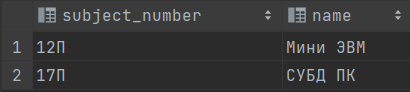 subject_number name
1 12П Мини ЭВМ
2 17П СУБД ПК